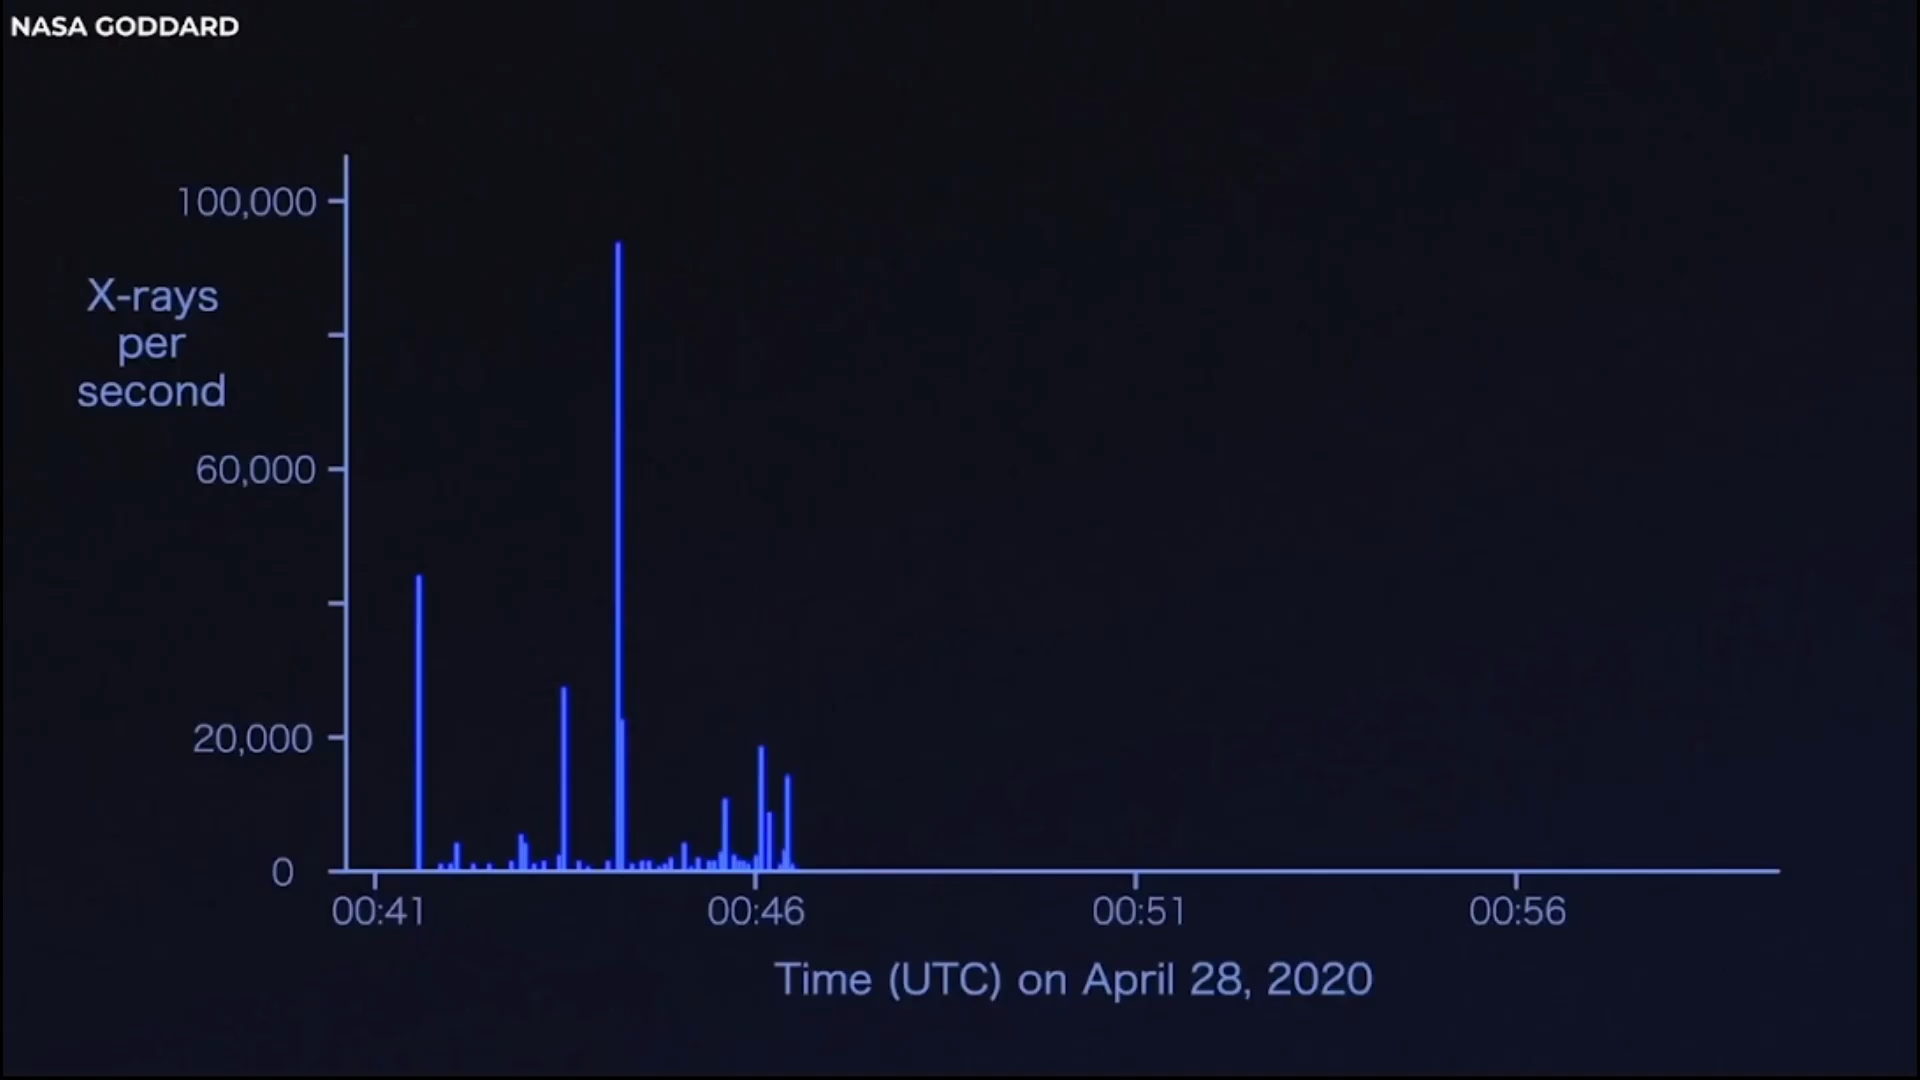 NASA GODDARD
100,000
X-rays
per
second
60,000
20,000
0
00:41 00:46 00:51 00:56
Time (UTC) on April 28, 2020